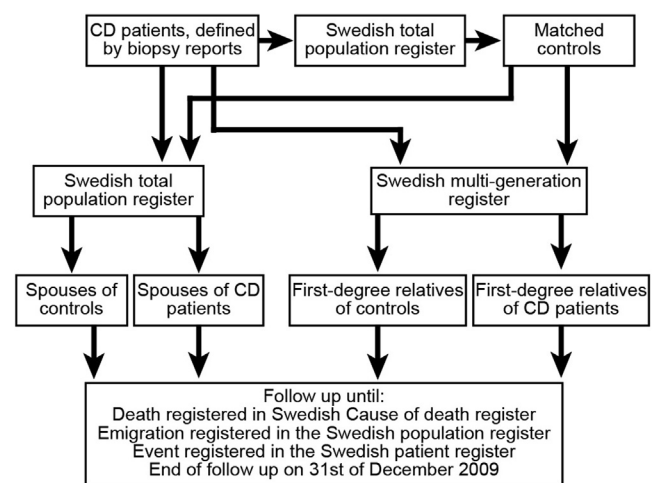 CD patients, defined
by biopsy reports
Swedish total
population register
Matched
controls
Swedish total
population register
Swedish multi-generation
register
Spouses of
controls
Spouses of CD
patients
First-degree relatives
of controls
First-degree relatives
of CD patients
Follow up until:
Death registered in Swedish Cause of death register
Emigration registered in the Swedish population register
Event registered in the Swedish patient register
End of follow up on 31st of December 2009